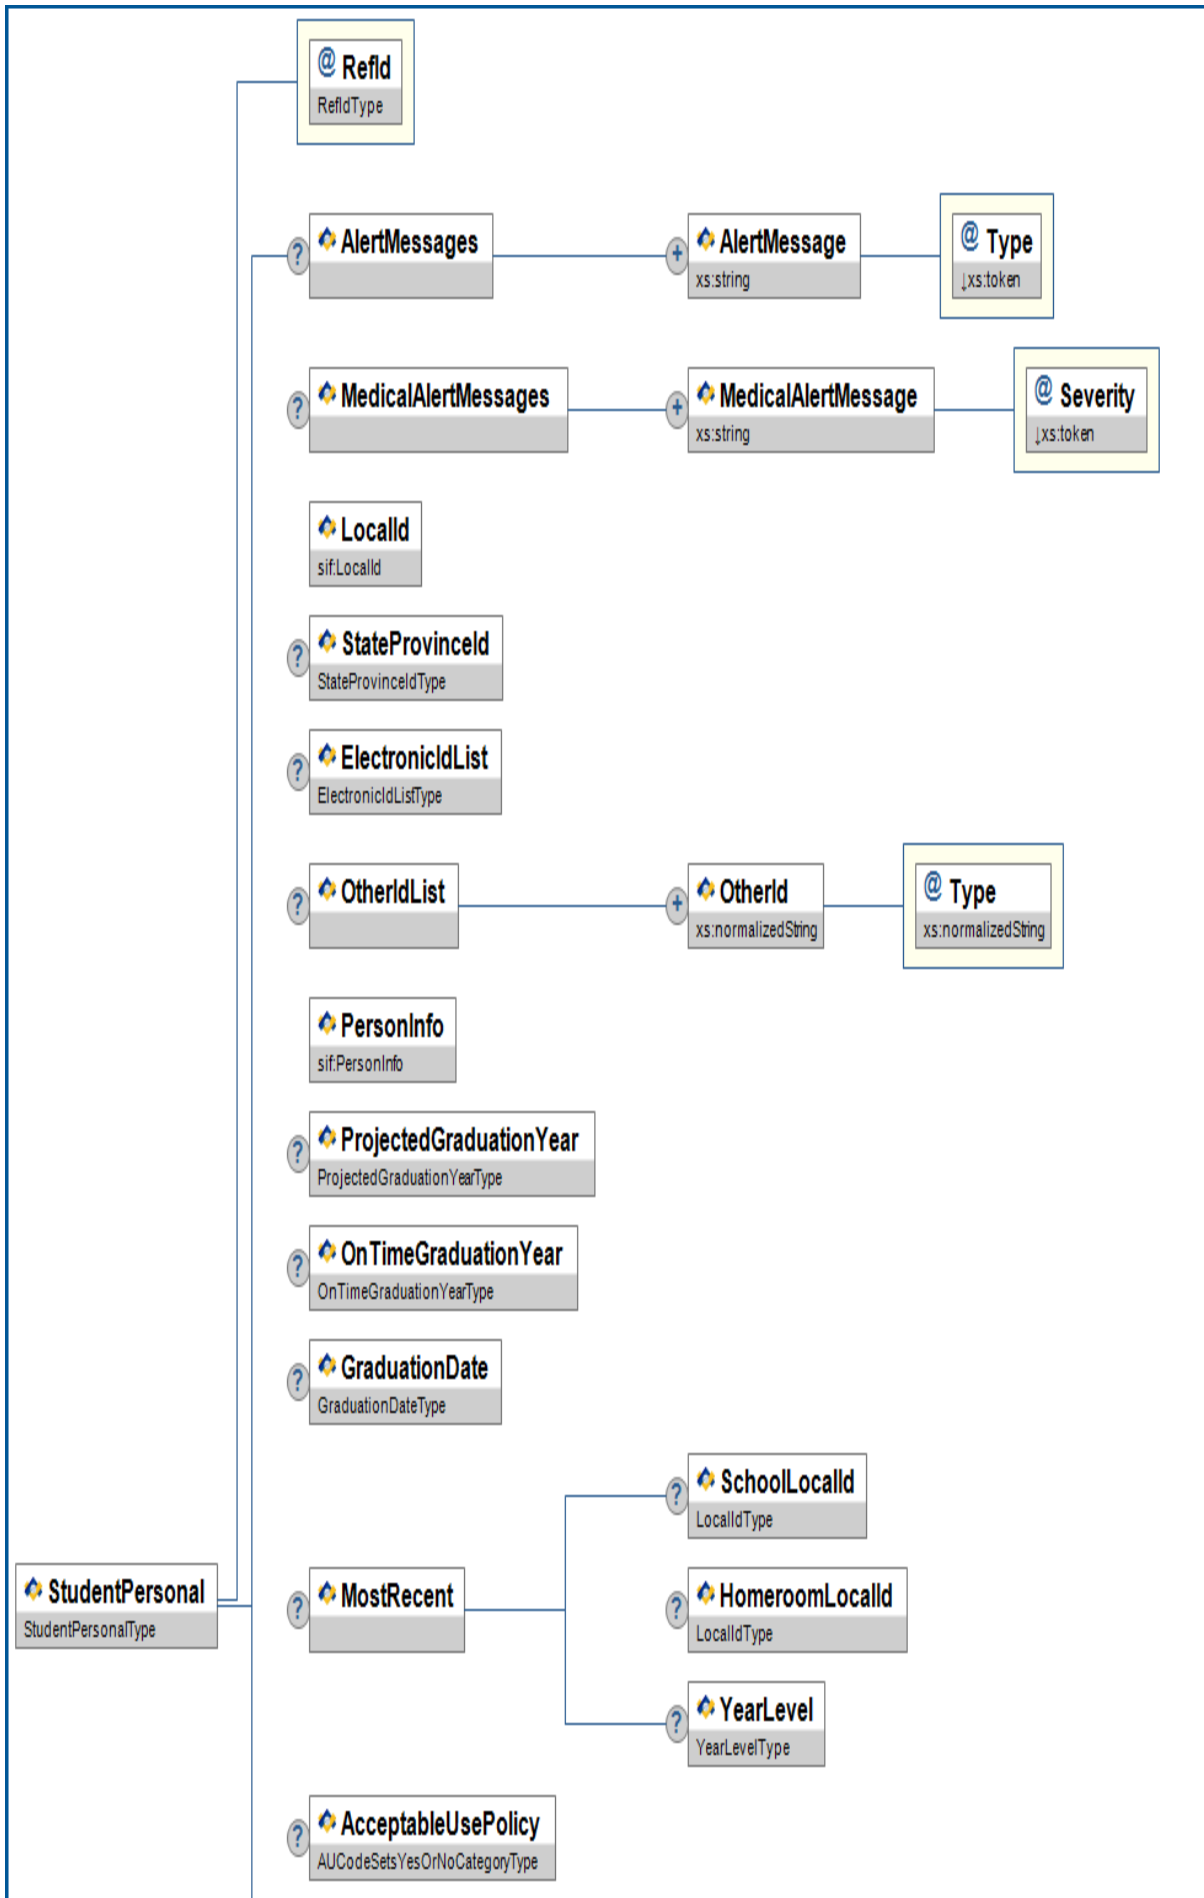 @ RefId
RefIdType
? AlertMessages
+ AlertMessage
xs:string
@ Type
↓xs:token
? MedicalAlertMessages
+ MedicalAlertMessage
xs:string
@ Severity
↓xs:token
LocalId
sif:LocalId
? StateProvinceId
StateProvinceIdType
? ElectronicIdList
ElectronicIdListType
? OtherIdList
+ OtherId
xs:normalizedString
@ Type
xs:normalizedString
PersonInfo
sif:PersonInfo
? ProjectedGraduationYear
ProjectedGraduationYearType
? OnTimeGraduationYear
OnTimeGraduationYearType
? GraduationDate
GraduationDateType
StudentPersonal
StudentPersonalType
? MostRecent
? SchoolLocalId
LocalIdType
? HomeroomLocalId
LocalIdType
? YearLevel
YearLevelType
? AcceptableUsePolicy
AUCodeSetsYesOrNoCategoryType